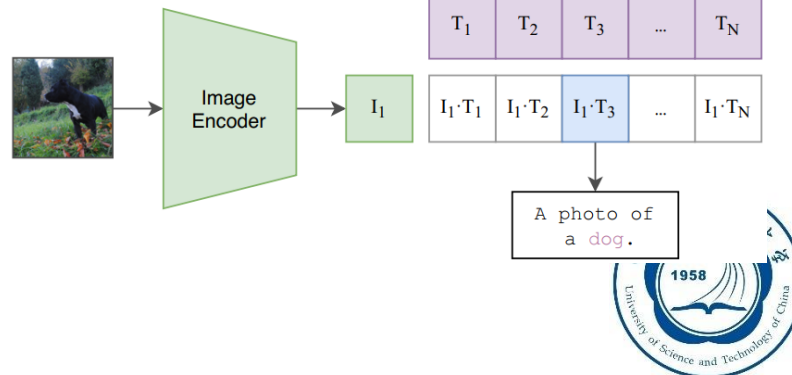 T1 T2 T3 ... TN
Image
Encoder
I1
I1·T1 I1·T2 I1·T3 ... I1·TN
A photo of
a dog.
1958
University of Science and Technology of China